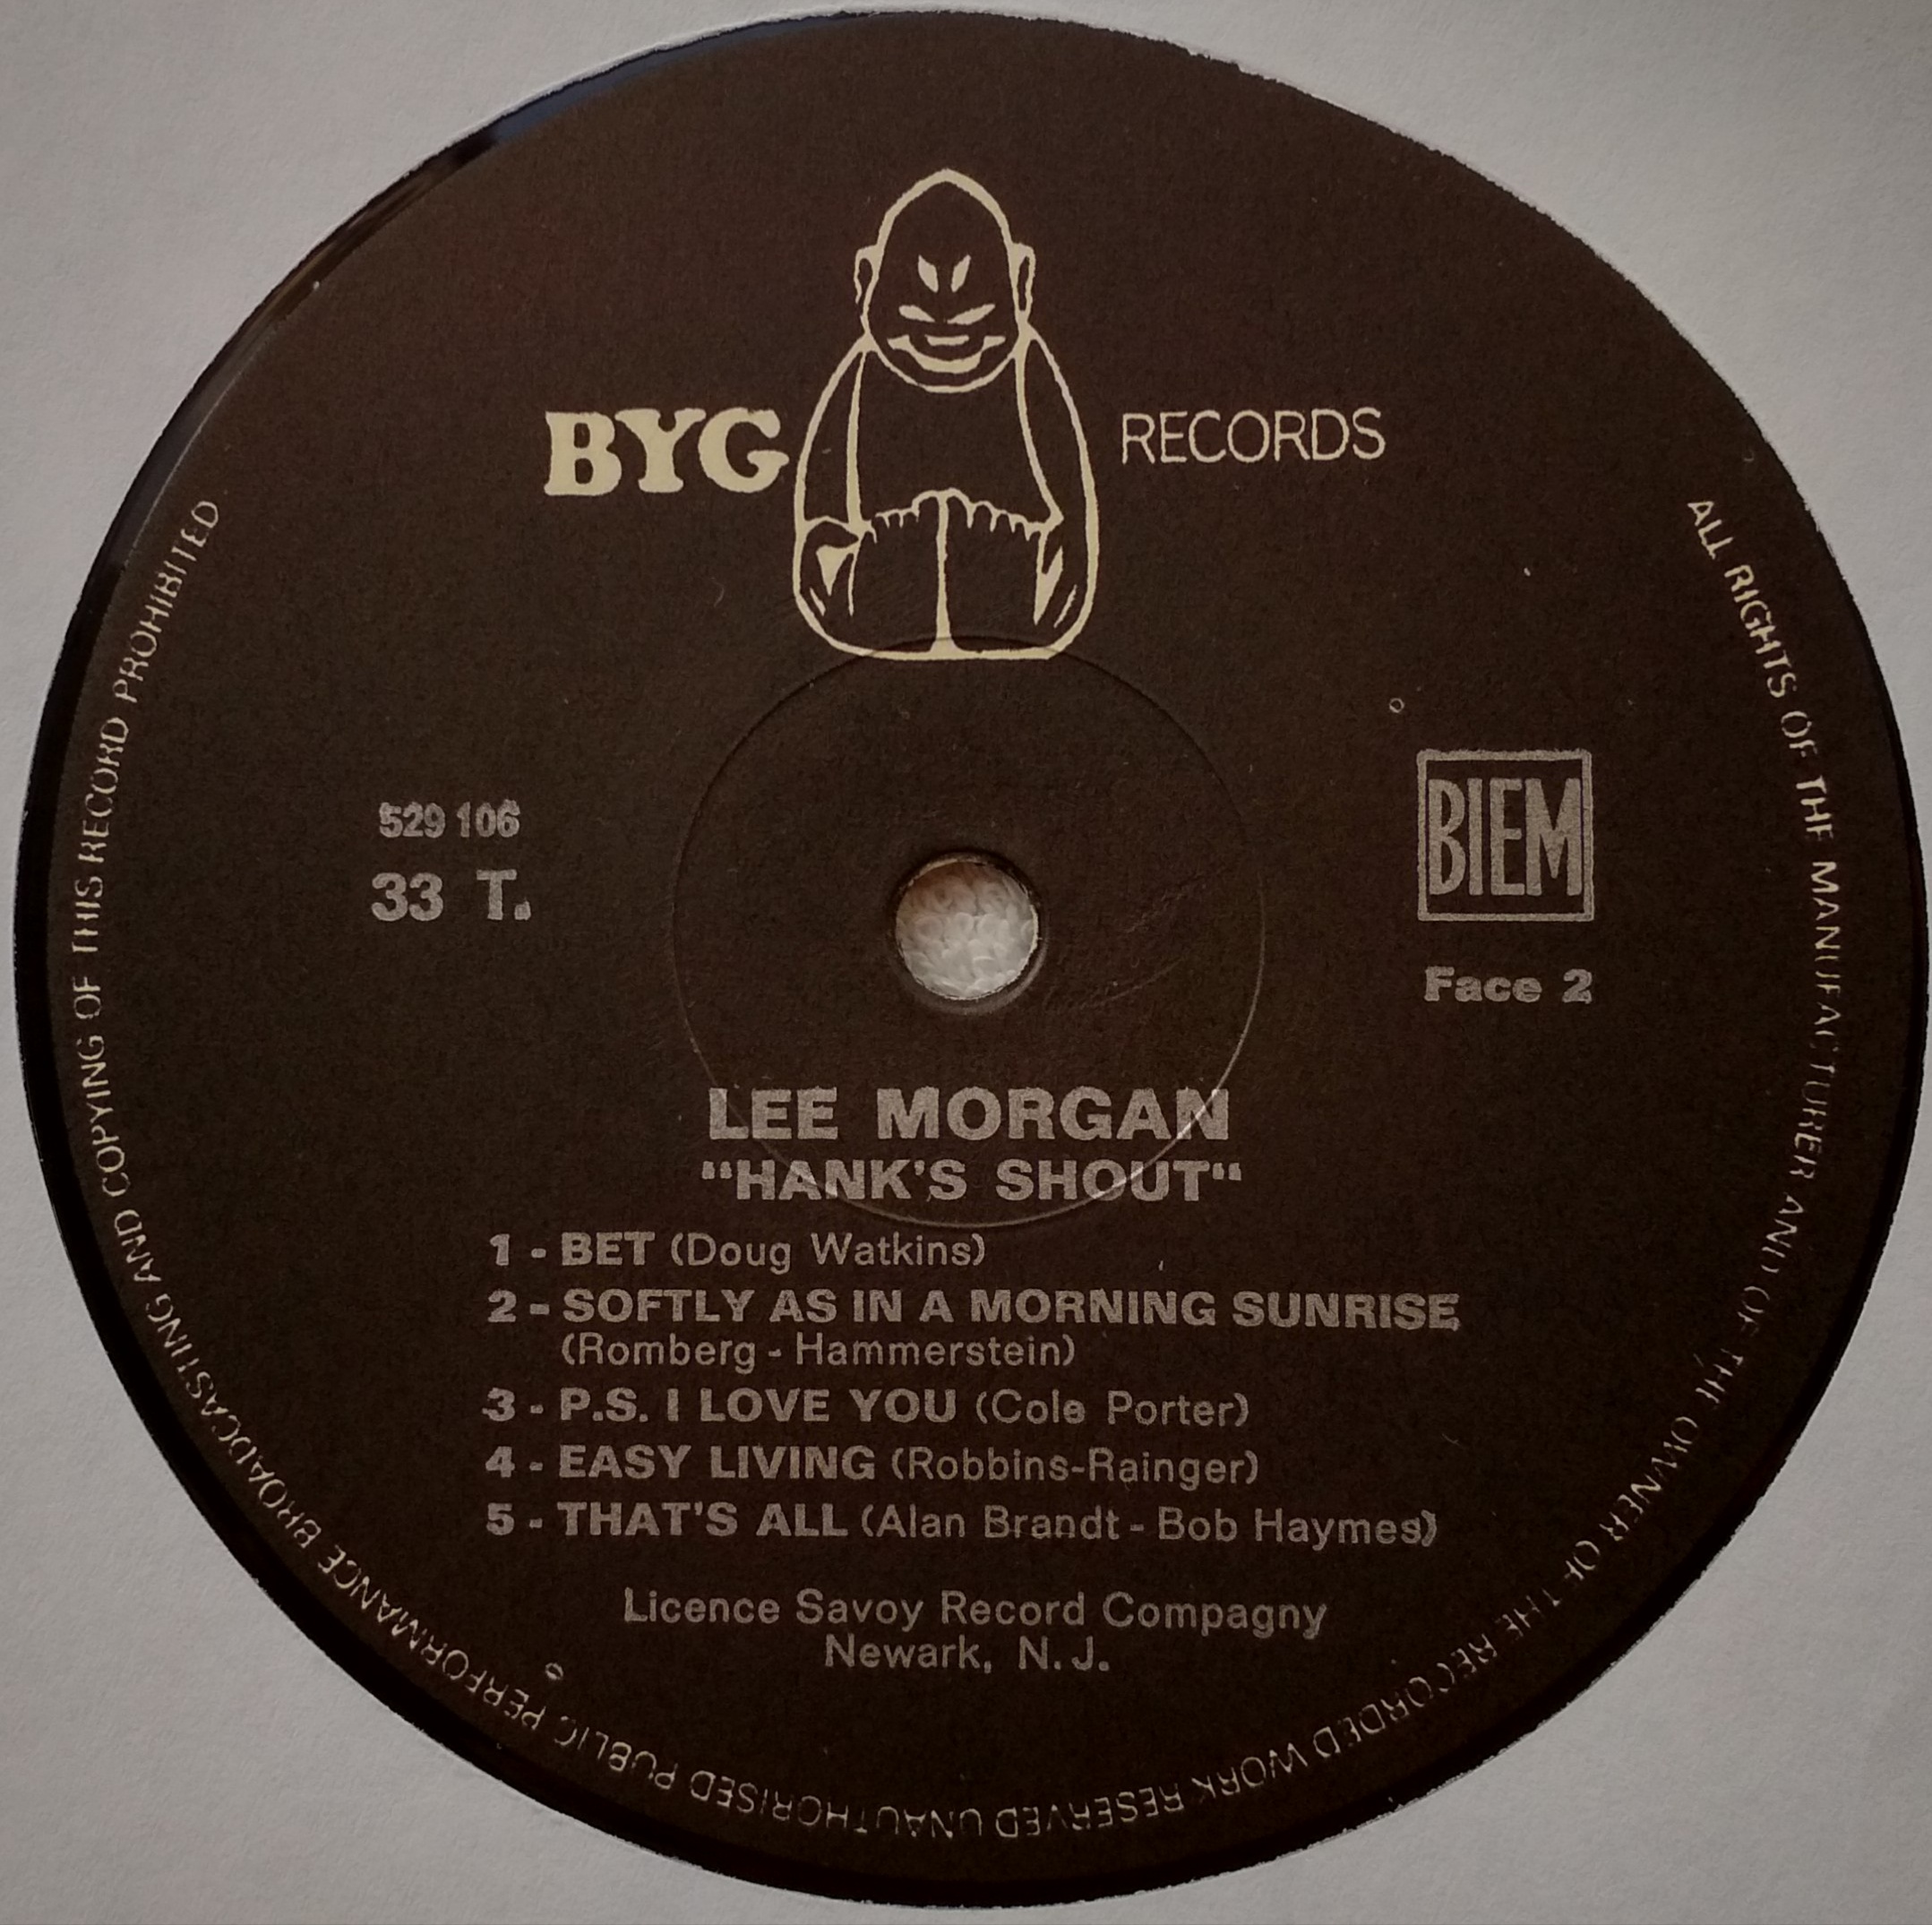 BYG RECORDS
529 106
33 T.
BIEM
Face 2
LEE MORGAN
"HANK'S SHOUT"
1 - BET (Doug Watkins)
2 - SOFTLY AS IN A MORNING SUNRISE
(Romberg - Hammerstein)
3 - P.S. I LOVE YOU (Cole Porter)
4 - EASY LIVING (Robbins-Rainger)
5 - THAT'S ALL (Alan Brandt - Bob Haymes)
Licence Savoy Record Compagny
Newark, N. J.
ALL RIGHTS OF THE MANUFACTURER AND OF THE OWNER OF THE RECORDED WORK RESERVED UNAUTHORISED PUBLIC PERFORMANCE BROADCASTING AND COPYING OF THIS RECORD PROHIBITED